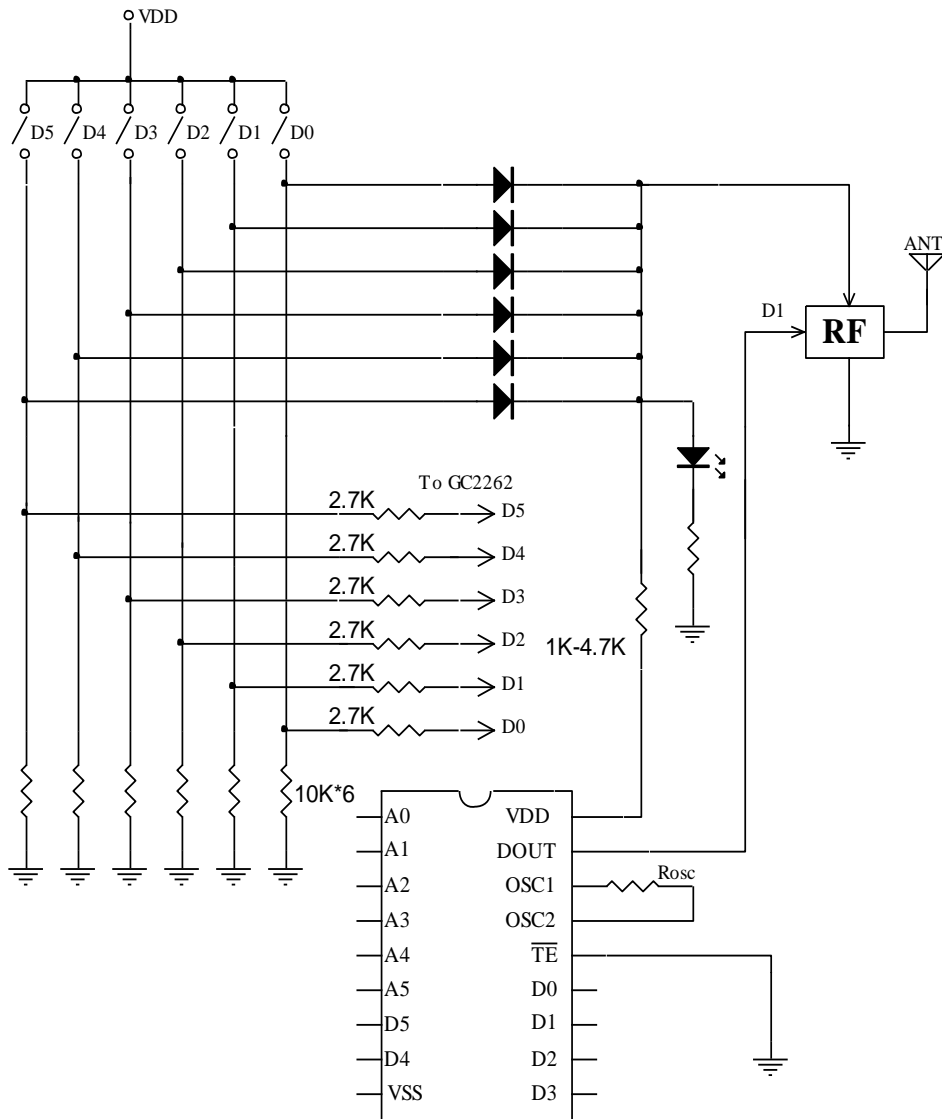 VDD
D5 D4 D3 D2 D1 D0
ANT
D1
RF
To GC2262
2.7K D5
2.7K D4
2.7K D3
2.7K D2
1K-4.7K
2.7K D1
2.7K D0
10K*6
A0 VDD
A1 DOUT
A2 OSC1 Rosc
A3 OSC2
A4 TE
A5 D0
D5 D1
D4 D2
VSS D3